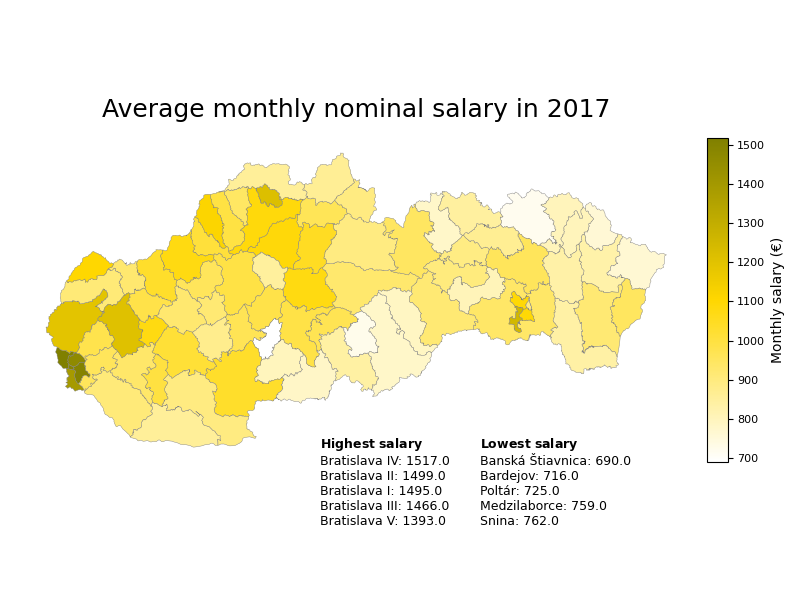 Average monthly nominal salary in 2017
1500
1400
1300
1200
1100
1000
900
800
700
Monthly salary (€)
Highest salary
Bratislava IV: 1517.0
Bratislava II: 1499.0
Bratislava I: 1495.0
Bratislava III: 1466.0
Bratislava V: 1393.0
Lowest salary
Banská Štiavnica: 690.0
Bardejov: 716.0
Poltár: 725.0
Medzilaborce: 759.0
Snina: 762.0